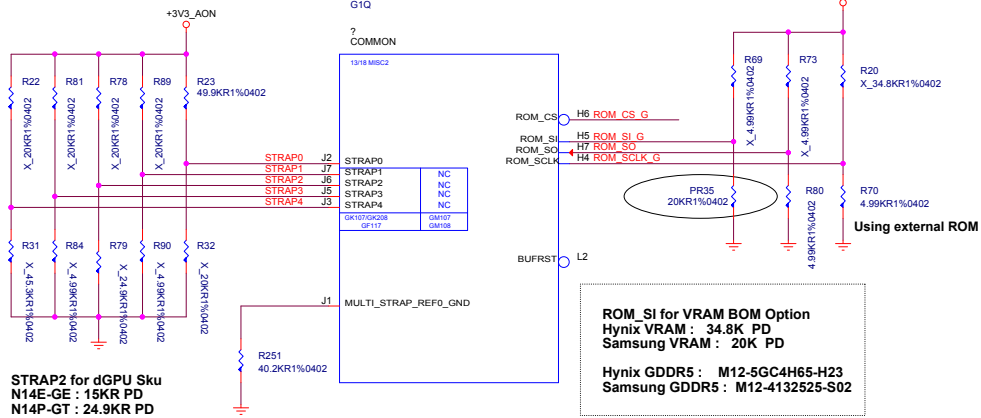 G1Q
+3V3_AON
?
COMMON
13/18 MISC2
R22
R81
R78
R89
R23
49.9KR1%0402
X_20KR1%0402
X_20KR1%0402
X_20KR1%0402
X_20KR1%0402
R69
X_4.99KR1%0402
R73
X_4.99KR1%0402
R20
X_34.8KR1%0402
ROM_CS
H6 ROM_CS_G
ROM_SI
H5 ROM_SI_G
ROM_SO
H7 ROM_SO
ROM_SCLK
H4 ROM_SCLK_G
STRAP0 J2 STRAP0
STRAP1 J7 STRAP1 NC
STRAP2 J6 STRAP2 NC
STRAP3 J5 STRAP3 NC
STRAP4 J3 STRAP4 NC
GK107/GK208
GF117
GM107
GM108
PR35
20KR1%0402
R80
4.99KR1%0402
R70
4.99KR1%0402
Using external ROM
R31
X_45.3KR1%0402
R84
X_4.99KR1%0402
R79
X_24.9KR1%0402
R90
X_4.99KR1%0402
R32
X_20KR1%0402
BUFRST L2
J1 MULTI_STRAP_REF0_GND
R251
40.2KR1%0402
ROM_SI for VRAM BOM Option
Hynix VRAM : 34.8K PD
Samsung VRAM : 20K PD
Hynix GDDR5 : M12-5GC4H65-H23
Samsung GDDR5 : M12-4132525-S02
STRAP2 for dGPU Sku
N14E-GE : 15KR PD
N14P-GT : 24.9KR PD